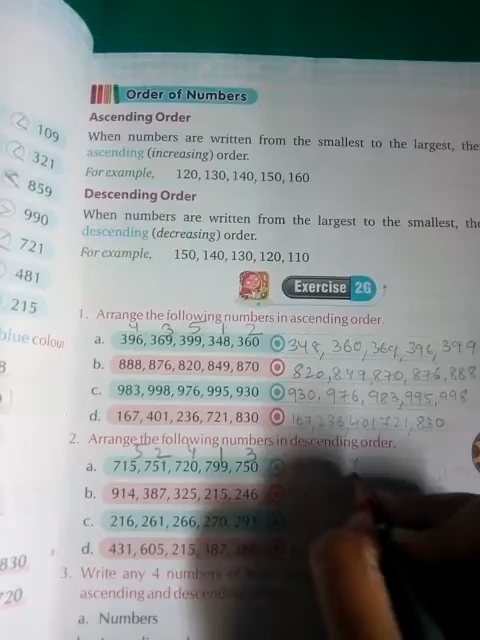 109
321
859
990
721
481
215
blue colour
830
720
Order of Numbers
Ascending Order
When numbers are written from the smallest to the largest, the
ascending (increasing) order.
For example, 120, 130, 140, 150, 160
Descending Order
When numbers are written from the largest to the smallest, the
descending (decreasing) order.
For example, 150, 140, 130, 120, 110
Exercise 2G
1. Arrange the following numbers in ascending order.
4 3 5 1 2
a. 396, 369, 399, 348, 360 348, 360, 369, 396, 399
b. 888, 876, 820, 849, 870 820, 849, 870, 876, 888
c. 983, 998, 976, 995, 930 930, 976, 983, 995, 998
d. 167, 401, 236, 721, 830 167, 236, 401, 721, 830
2. Arrange the following numbers in descending order.
5 2 4 1 3
a. 715, 751, 720, 799, 750
b. 914, 387, 325, 215, 246
c. 216, 261, 266, 270, 293
d. 431, 605, 215, 387,
3. Write any 4 numbers of
ascending and descending
a. Numbers